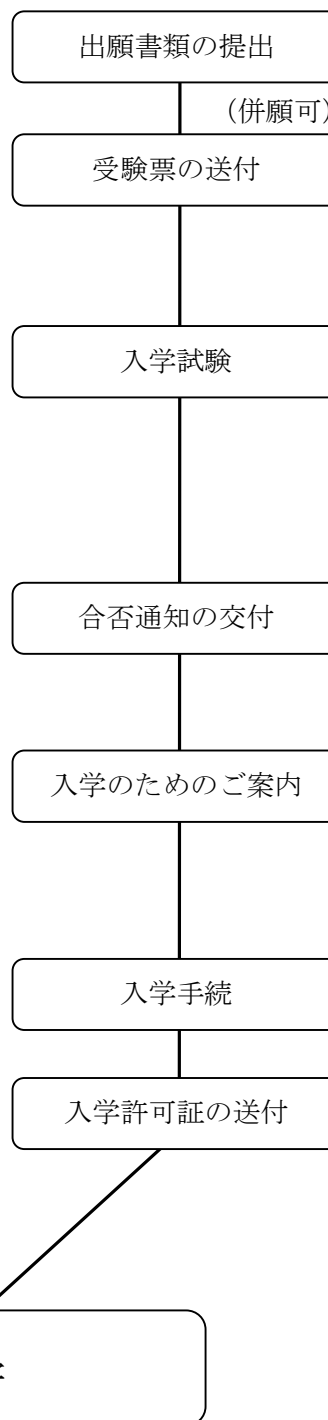 出願書類の提出
（併願可）
受験票の送付
入学試験
合否通知の交付
入学のためのご案内
入学手続
入学許可証の送付